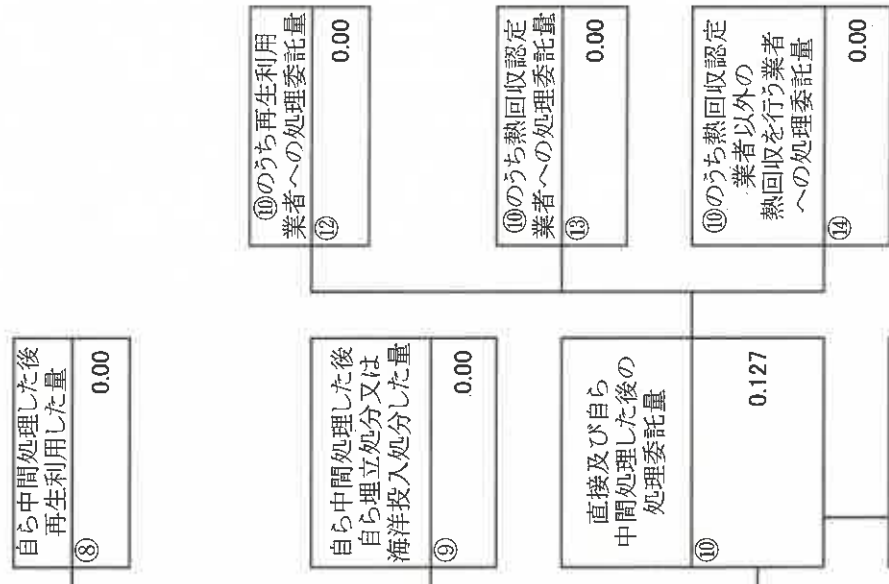 自ら中間処理した後
再生利用した量
⑧
0.00
自ら中間処理した後
自ら埋立処分又は
海洋投入処分した量
⑨
0.00
直接及び自ら
中間処理した後の
処理委託量
⑩
0.127
⑩のうち再生利用
業者への処理委託量
⑫
0.00
⑩のうち熱回収認定
業者への処理委託量
⑬
0.00
⑩のうち熱回収認定
業者以外の
熱回収を行う業者
への処理委託量
⑭
0.00